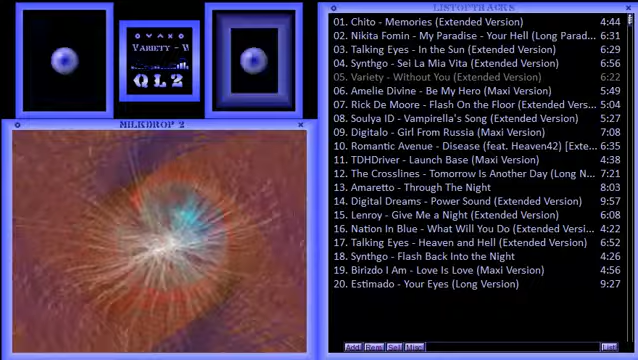 VARIETY - W
QL2
MILKDROP 2
LISTOFTRACKS
01. Chito - Memories (Extended Version) 4:44
02. Nikita Fomin - My Paradise - Your Hell (Long Parad... 6:31
03. Talking Eyes - In the Sun (Extended Version) 6:29
04. Synthgo - Sei La Mia Vita (Extended Version) 6:56
05. Variety - Without You (Extended Version) 6:22
06. Amelie Divine - Be My Hero (Maxi Version) 5:49
07. Rick De Moore - Flash On the Floor (Extended Vers... 5:04
08. Soulya ID - Vampirella's Song (Extended Version) 5:27
09. Digitalo - Girl From Russia (Maxi Version) 7:08
10. Romantic Avenue - Disease (feat. Heaven42) [Exte... 6:35
11. TDHDriver - Launch Base (Maxi Version) 4:38
12. The Crosslines - Tomorrow Is Another Day (Long N... 7:21
13. Amaretto - Through The Night 8:03
14. Digital Dreams - Power Sound (Extended Version) 9:57
15. Lenroy - Give Me a Night (Extended Version) 6:08
16. Nation In Blue - What Will You Do (Extended Versi... 4:22
17. Talking Eyes - Heaven and Hell (Extended Version) 6:52
18. Synthgo - Flash Back Into the Night 4:26
19. Birizdo I Am - Love Is Love (Maxi Version) 4:56
20. Estimado - Your Eyes (Long Version) 9:27
Add Rem Sel Misc List